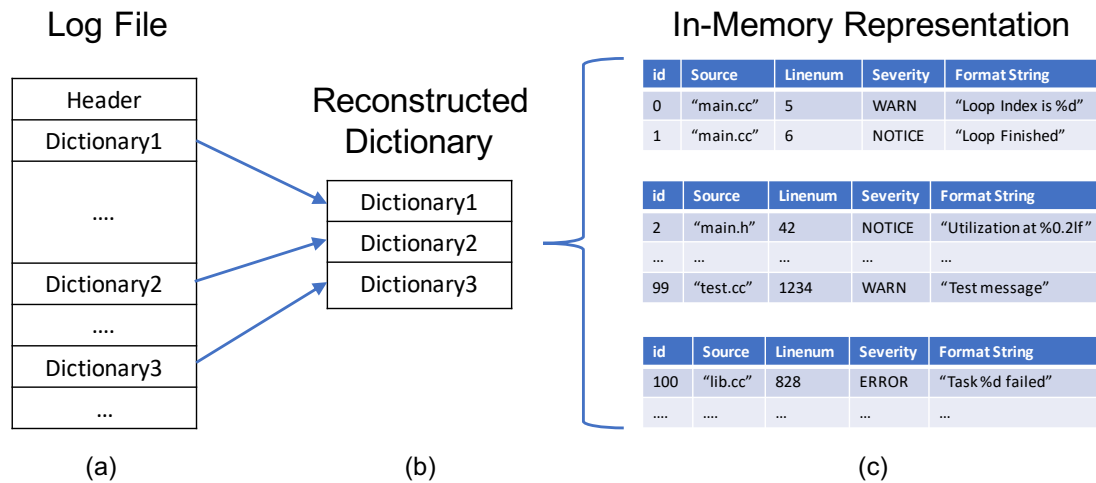 Log File
Header
Dictionary1
....
Dictionary2
....
Dictionary3
...
(a)
Reconstructed
Dictionary
Dictionary1
Dictionary2
Dictionary3
(b)
In-Memory Representation
id Source Linenum Severity Format String
0 “main.cc” 5 WARN “Loop Index is %d”
1 “main.cc” 6 NOTICE “Loop Finished”
id Source Linenum Severity Format String
2 “main.h” 42 NOTICE “Utilization at %0.2lf”
... ... ... ... ...
99 “test.cc” 1234 WARN “Test message”
id Source Linenum Severity Format String
100 “lib.cc” 828 ERROR “Task %d failed”
.... .... ... ... ...
(c)